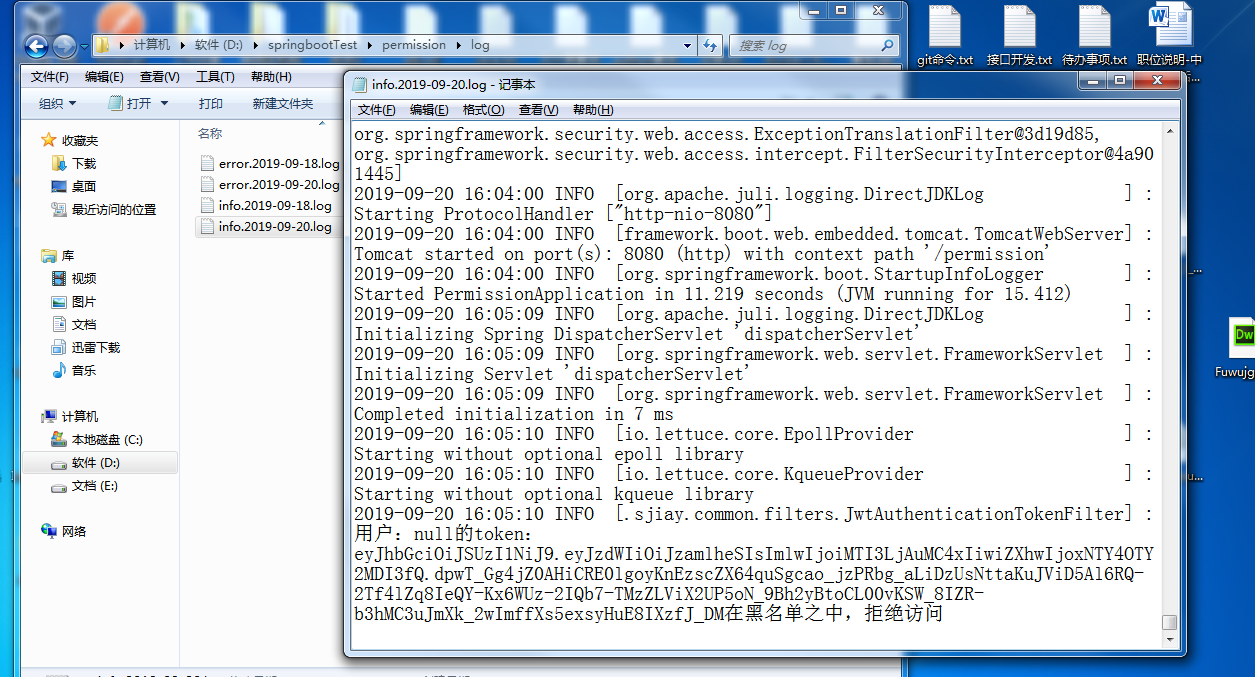 git命令.txt
接口开发.txt
待办事项.txt
职位说明-中
计算机 软件 (D:) springbootTest permission log
搜索 log
文件(F) 编辑(E) 查看(V) 工具(T) 帮助(H)
组织 打开 打印 新建文件夹
收藏夹
下载
桌面
最近访问的位置
库
视频
图片
文档
迅雷下载
音乐
计算机
本地磁盘 (C:)
软件 (D:)
文档 (E:)
网络
名称
error.2019-09-18.log
error.2019-09-20.log
info.2019-09-18.log
info.2019-09-20.log
info.2019-09-20.log - 记事本
文件(F) 编辑(E) 格式(O) 查看(V) 帮助(H)
org.springframework.security.web.access.ExceptionTranslationFilter@3d19d85,
org.springframework.security.web.access.intercept.FilterSecurityInterceptor@4a90
1445]
2019-09-20 16:04:00 INFO  [org.apache.juli.logging.DirectJDKLog              ] :
Starting ProtocolHandler ["http-nio-8080"]
2019-09-20 16:04:00 INFO  [framework.boot.web.embedded.tomcat.TomcatWebServer] :
Tomcat started on port(s): 8080 (http) with context path '/permission'
2019-09-20 16:04:00 INFO  [org.springframework.boot.StartupInfoLogger        ] :
Started PermissionApplication in 11.219 seconds (JVM running for 15.412)
2019-09-20 16:05:09 INFO  [org.apache.juli.logging.DirectJDKLog              ] :
Initializing Spring DispatcherServlet 'dispatcherServlet'
2019-09-20 16:05:09 INFO  [org.springframework.web.servlet.FrameworkServlet  ] :
Initializing Servlet 'dispatcherServlet'
2019-09-20 16:05:09 INFO  [org.springframework.web.servlet.FrameworkServlet  ] :
Completed initialization in 7 ms
2019-09-20 16:05:10 INFO  [io.lettuce.core.EpollProvider                     ] :
Starting without optional epoll library
2019-09-20 16:05:10 INFO  [io.lettuce.core.KqueueProvider                    ] :
Starting without optional kqueue library
2019-09-20 16:05:10 INFO  [.sjiay.common.filters.JwtAuthenticationTokenFilter] :
用户：null的token：
eyJhbGciOiJSUzI1NiJ9.eyJzdWIiOiJzamlheSIsImlwIjoiMTI3LjAuMC4xIiwiZXhwIjoxNTY4OTY
2MDI3fQ.dpwT_Gg4jZ0AHiCRE0lgoyKnEzscZX64quSgcao_jzPRbg_aLiDzUsNttaKuJViD5Al6RQ-
2Tf4lZq8IeQY-Kx6WUz-2IQb7-TMzZLViX2UP5oN_9Bh2yBtoCL00vKSW_8IZR-
b3hMC3uJmXk_2wImffXs5exsyHuE8IXzfJ_DM在黑名单之中，拒绝访问
Dw
Fuwujg